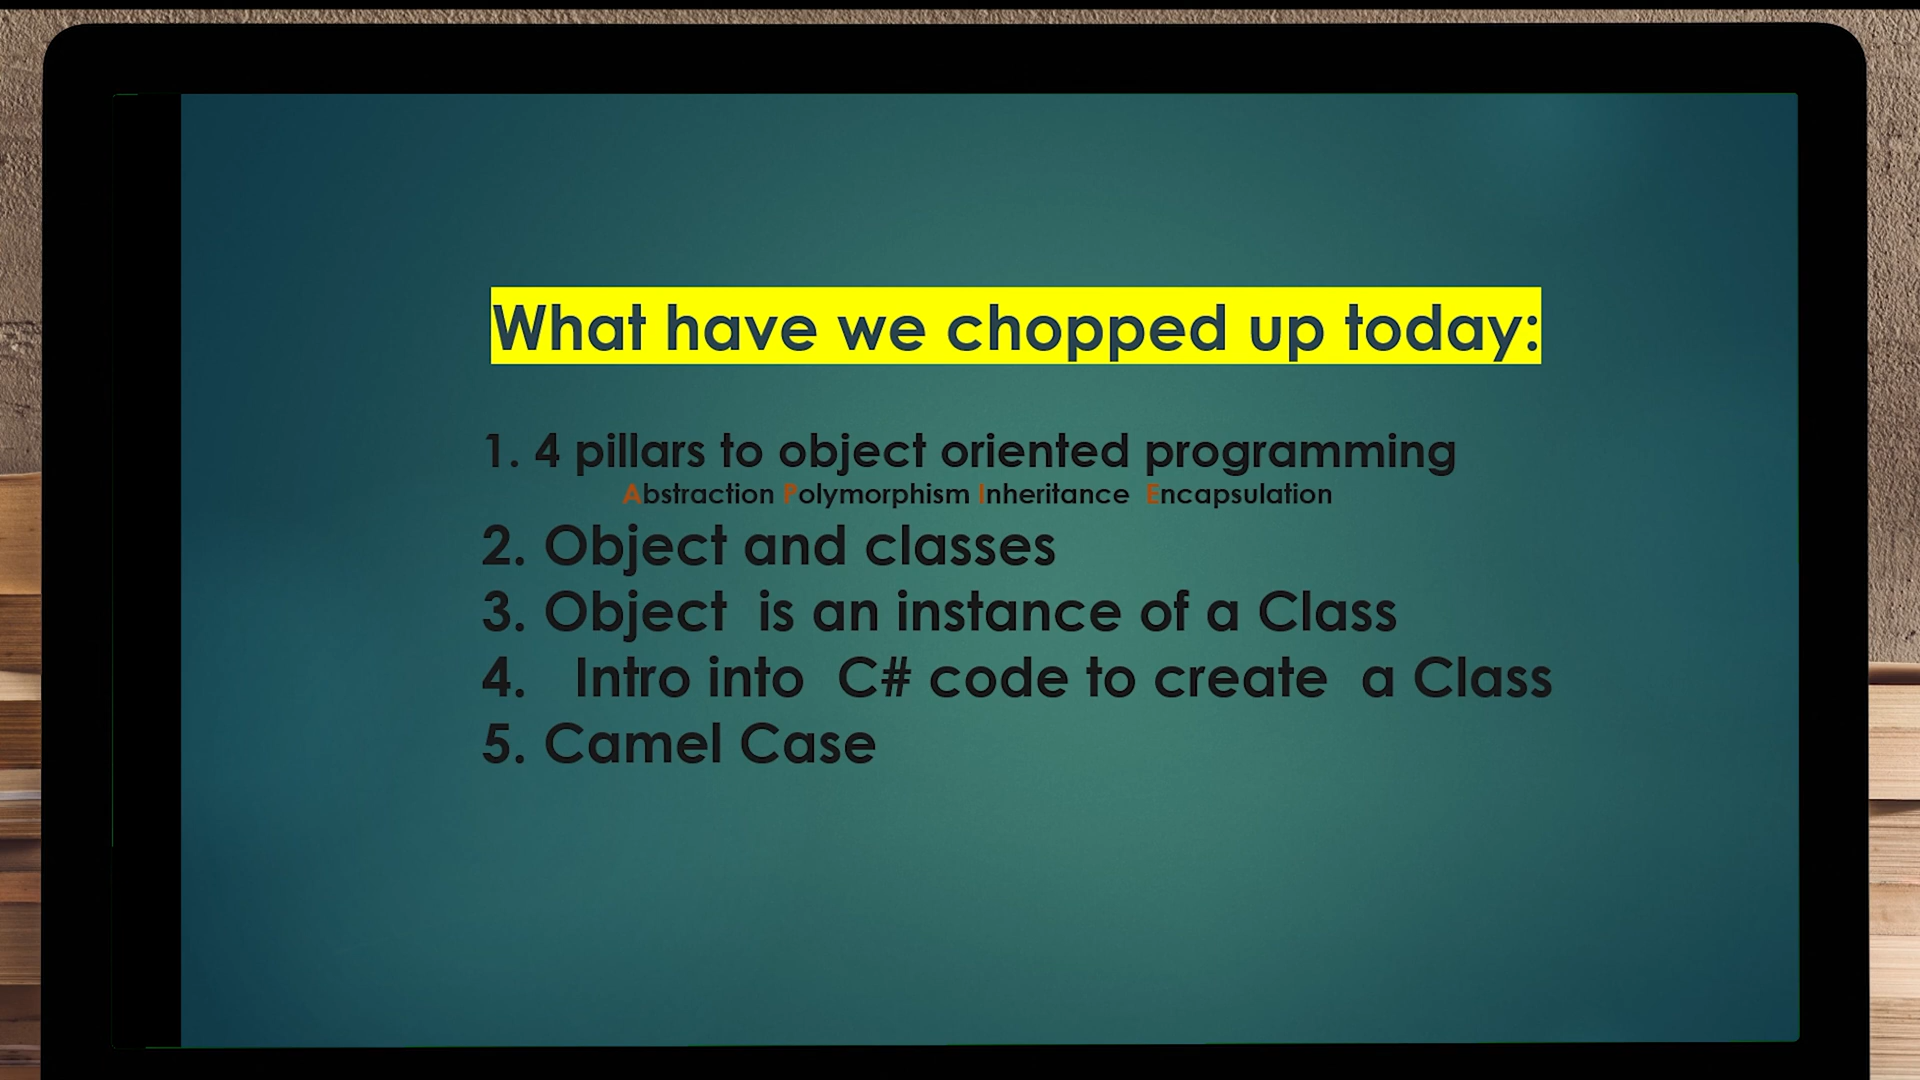 What have we chopped up today:
1. 4 pillars to object oriented programming
Abstraction Polymorphism Inheritance Encapsulation
2. Object and classes
3. Object is an instance of a Class
4. Intro into C# code to create a Class
5. Camel Case